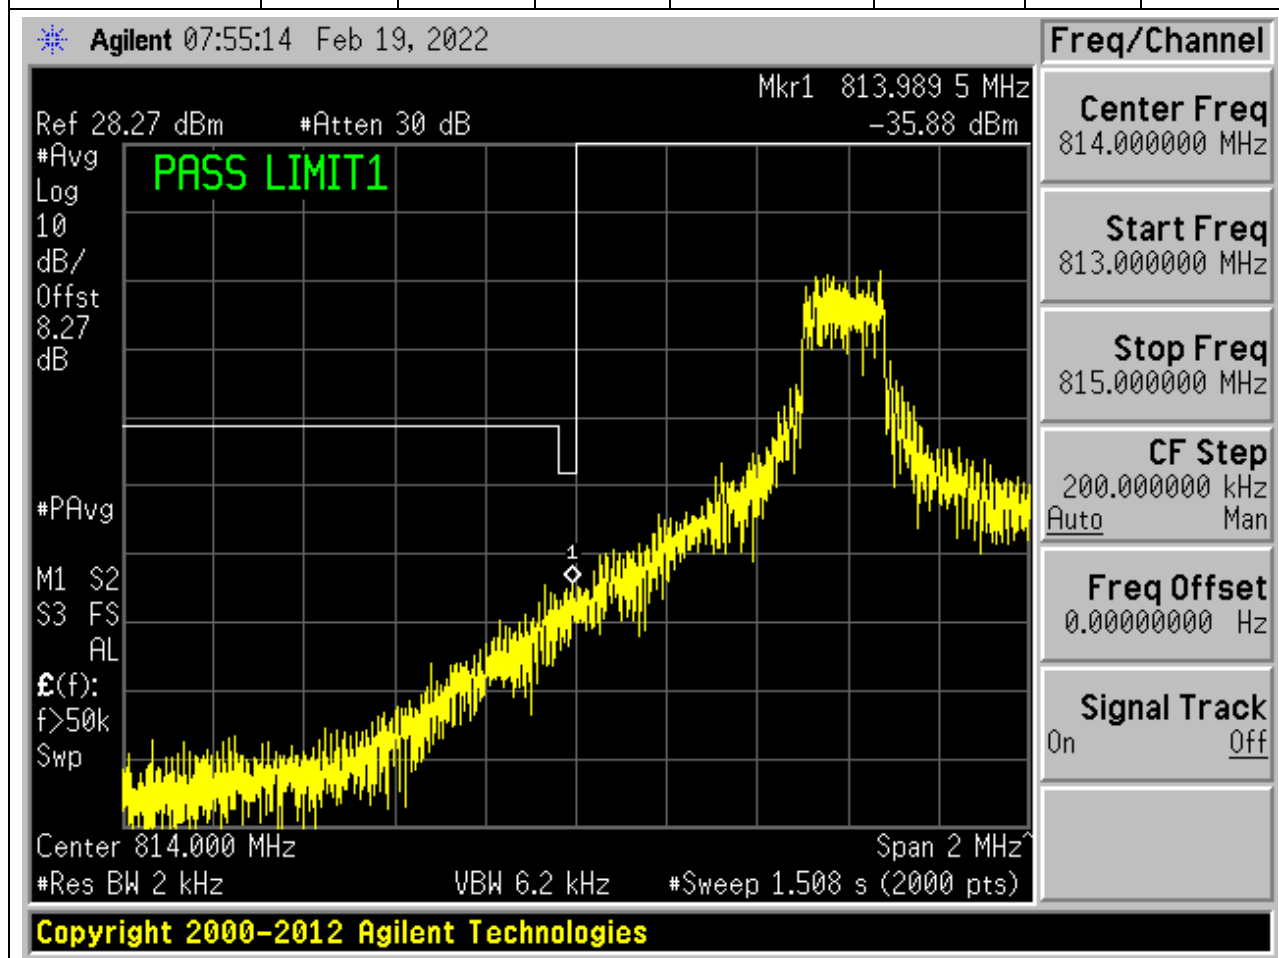 Agilent 07:55:14 Feb 19, 2022
Freq/Channel
Mkr1 813.989 5 MHz
Ref 28.27 dBm #Atten 30 dB -35.88 dBm
#Avg
Log
10
dB/
Offst
8.27
dB
PASS LIMIT1
#PAvg
1
M1 S2
S3 FS
AL
£(f):
f>50k
Swp
Center 814.000 MHz Span 2 MHz^
#Res BW 2 kHz VBW 6.2 kHz #Sweep 1.508 s (2000 pts)
Center Freq
814.000000 MHz
Start Freq
813.000000 MHz
Stop Freq
815.000000 MHz
CF Step
200.000000 kHz
Auto Man
Freq Offset
0.00000000 Hz
Signal Track
On Off
Copyright 2000-2012 Agilent Technologies